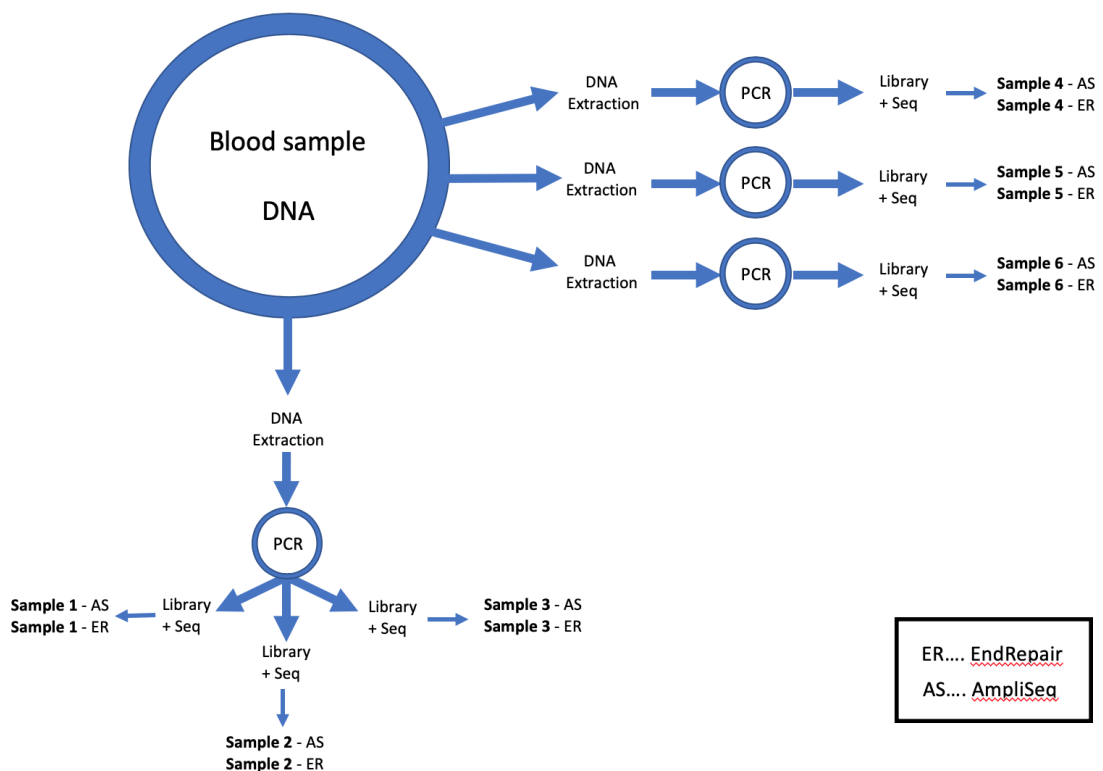 Blood sample
DNA
DNA
Extraction
PCR
Library
+ Seq
Sample 4 - AS
Sample 4 - ER
DNA
Extraction
PCR
Library
+ Seq
Sample 5 - AS
Sample 5 - ER
DNA
Extraction
PCR
Library
+ Seq
Sample 6 - AS
Sample 6 - ER
DNA
Extraction
PCR
Sample 1 - AS
Sample 1 - ER
Library
+ Seq
Library
+ Seq
Sample 2 - AS
Sample 2 - ER
Library
+ Seq
Sample 3 - AS
Sample 3 - ER
ER.... EndRepair
AS.... AmpliSeq